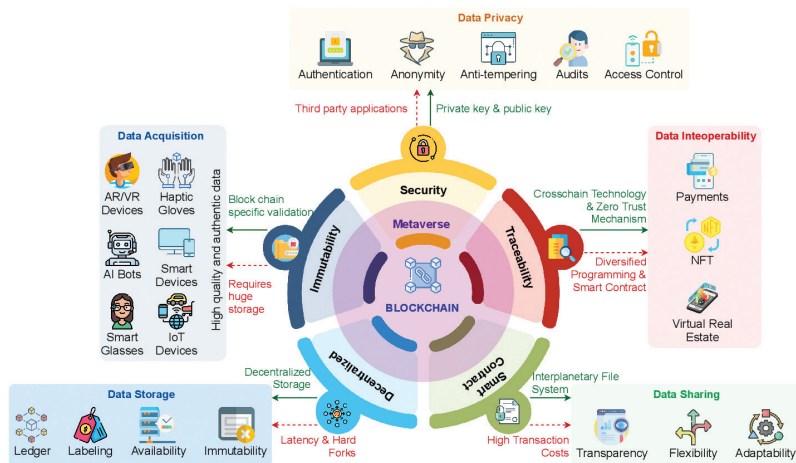 Data Privacy
Authentication
Anonymity
Anti-tempering
Audits
Access Control
Third party applications
Private key & public key
Data Acquisition
AR/VR
Devices
Haptic
Gloves
AI Bots
Smart
Devices
Smart
Glasses
IoT
Devices
High quality and authentic data
Block chain
specific validation
Requires
huge
storage
Security
Immutability
Traceability
Decentralized
Smart
Contract
Metaverse
BLOCKCHAIN
Crosschain Technology
& Zero Trust
Mechanism
Diversified
Programming &
Smart Contract
Data Inteoperability
Payments
NFT
NFT
Virtual Real
Estate
Decentralized
Storage
Latency & Hard
Forks
Data Storage
Ledger
Labeling
Availability
Immutability
Interplanetary File
System
High Transaction
Costs
Data Sharing
Transparency
Flexibility
Adaptability